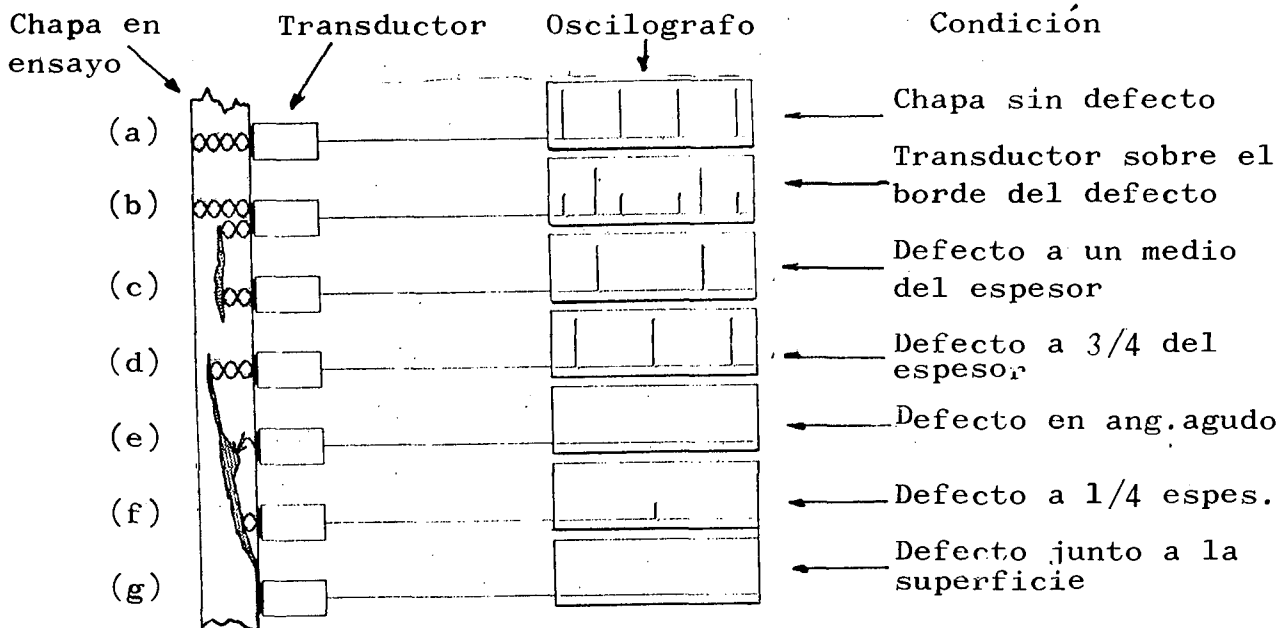 Chapa en ensayo
Transductor
Oscilografo
Condición
(a)
Chapa sin defecto
(b)
Transductor sobre el
borde del defecto
(c)
Defecto a un medio
del espesor
(d)
Defecto a 3/4 del
espesor
(e)
Defecto en ang.agudo
(f)
Defecto a 1/4 espes.
(g)
Defecto junto a la
superficie